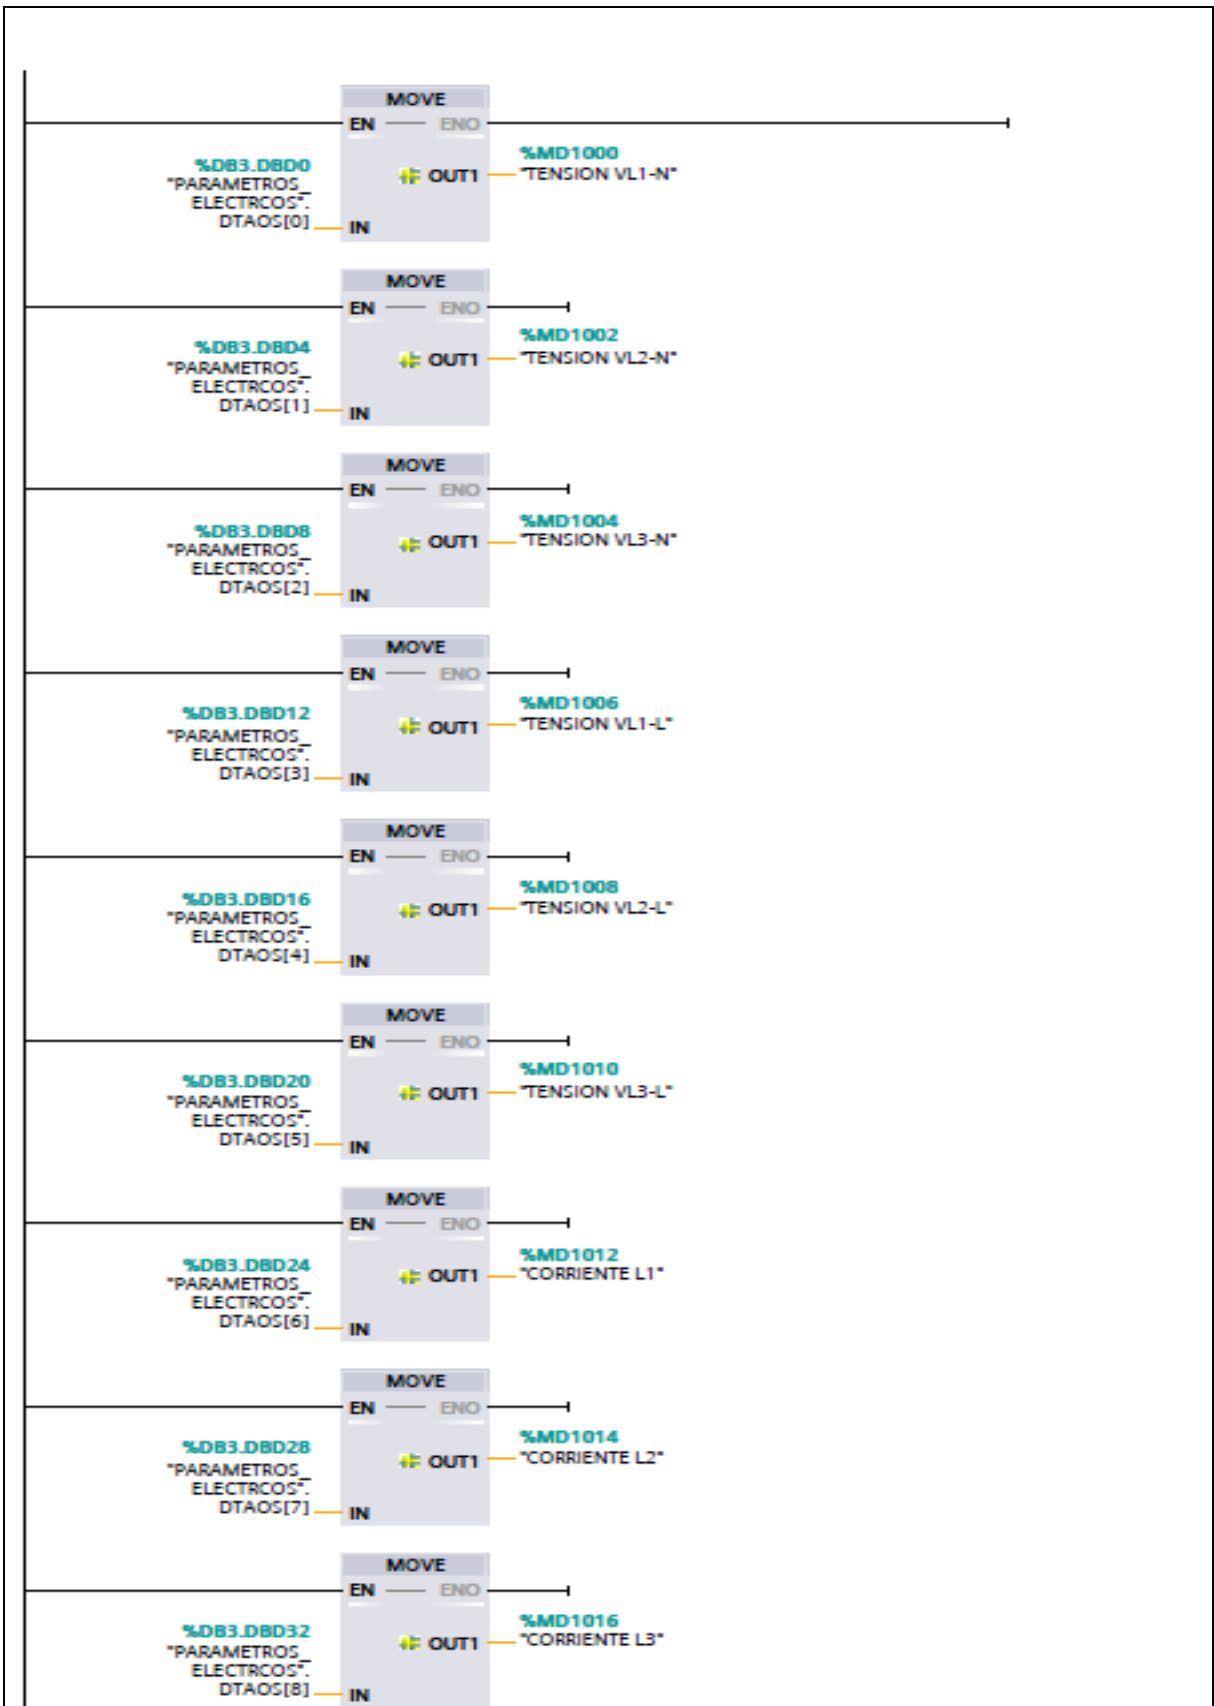 MOVE
EN ENO
%DB3.DBD0
"PARAMETROS_
ELECTRCOS".
DTAOS[0]
IN
OUT1
%MD1000
"TENSION VL1-N"
MOVE
EN ENO
%DB3.DBD4
"PARAMETROS_
ELECTRCOS".
DTAOS[1]
IN
OUT1
%MD1002
"TENSION VL2-N"
MOVE
EN ENO
%DB3.DBD8
"PARAMETROS_
ELECTRCOS".
DTAOS[2]
IN
OUT1
%MD1004
"TENSION VL3-N"
MOVE
EN ENO
%DB3.DBD12
"PARAMETROS_
ELECTRCOS".
DTAOS[3]
IN
OUT1
%MD1006
"TENSION VL1-L"
MOVE
EN ENO
%DB3.DBD16
"PARAMETROS_
ELECTRCOS".
DTAOS[4]
IN
OUT1
%MD1008
"TENSION VL2-L"
MOVE
EN ENO
%DB3.DBD20
"PARAMETROS_
ELECTRCOS".
DTAOS[5]
IN
OUT1
%MD1010
"TENSION VL3-L"
MOVE
EN ENO
%DB3.DBD24
"PARAMETROS_
ELECTRCOS".
DTAOS[6]
IN
OUT1
%MD1012
"CORRIENTE L1"
MOVE
EN ENO
%DB3.DBD28
"PARAMETROS_
ELECTRCOS".
DTAOS[7]
IN
OUT1
%MD1014
"CORRIENTE L2"
MOVE
EN ENO
%DB3.DBD32
"PARAMETROS_
ELECTRCOS".
DTAOS[8]
IN
OUT1
%MD1016
"CORRIENTE L3"